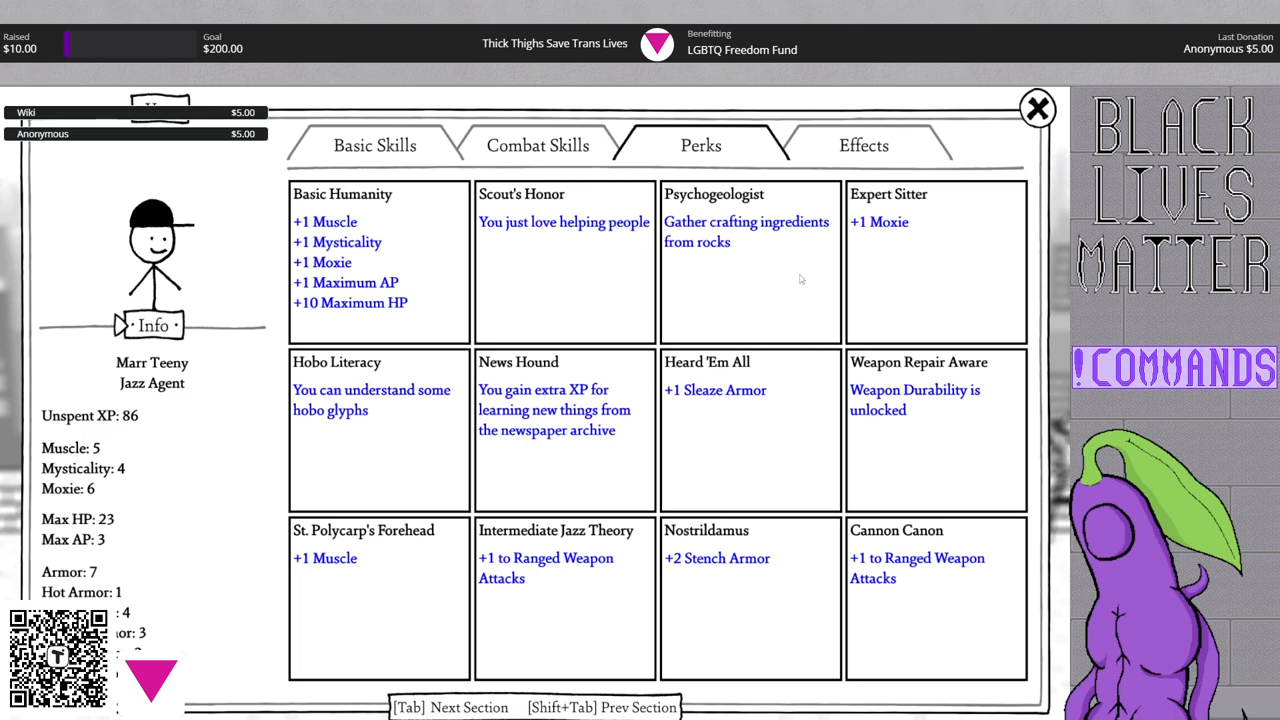 Raised
$10.00
Goal
$200.00
Thick Thighs Save Trans Lives
Benefitting
LGBTQ Freedom Fund
Last Donation
Anonymous $5.00
Wiki $5.00
Anonymous $5.00
Basic Skills
Combat Skills
Perks
Effects
Basic Humanity
+1 Muscle
+1 Mysticality
+1 Moxie
+1 Maximum AP
+10 Maximum HP
Scout's Honor
You just love helping people
Psychogeologist
Gather crafting ingredients
from rocks
Expert Sitter
+1 Moxie
Hobo Literacy
You can understand some
hobo glyphs
News Hound
You gain extra XP for
learning new things from
the newspaper archive
Heard 'Em All
+1 Sleaze Armor
Weapon Repair Aware
Weapon Durability is
unlocked
St. Polycarp's Forehead
+1 Muscle
Intermediate Jazz Theory
+1 to Ranged Weapon
Attacks
Nostrildamus
+2 Stench Armor
Cannon Canon
+1 to Ranged Weapon
Attacks
· Info ·
Marr Teeny
Jazz Agent
Unspent XP: 86
Muscle: 5
Mysticality: 4
Moxie: 6
Max HP: 23
Max AP: 3
Armor: 7
Hot Armor: 1
: 4
or: 3
T
[Tab] Next Section [Shift+Tab] Prev Section
BLACK
LIVES
MATTER
!COMMANDS